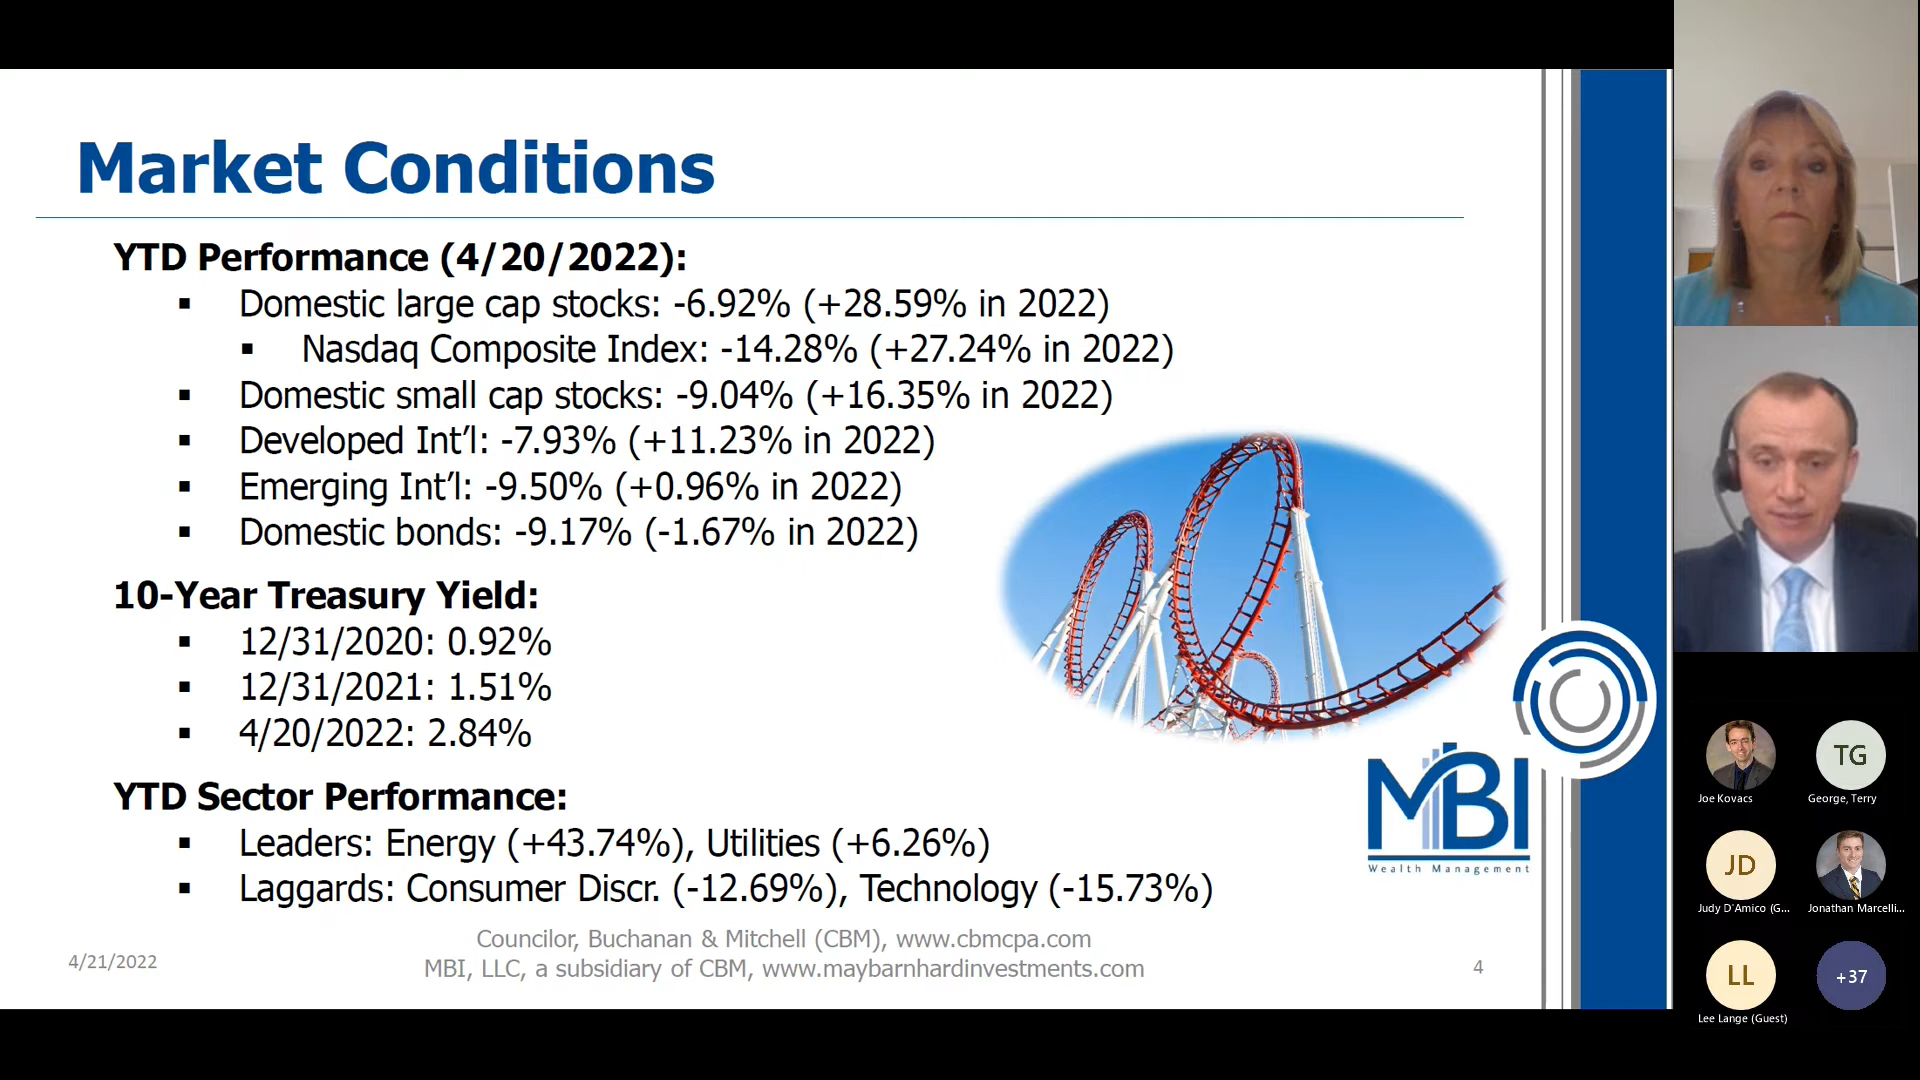 Market Conditions
YTD Performance (4/20/2022):
▪ Domestic large cap stocks: -6.92% (+28.59% in 2022)
▪ Nasdaq Composite Index: -14.28% (+27.24% in 2022)
▪ Domestic small cap stocks: -9.04% (+16.35% in 2022)
▪ Developed Int’l: -7.93% (+11.23% in 2022)
▪ Emerging Int’l: -9.50% (+0.96% in 2022)
▪ Domestic bonds: -9.17% (-1.67% in 2022)
10-Year Treasury Yield:
▪ 12/31/2020: 0.92%
▪ 12/31/2021: 1.51%
▪ 4/20/2022: 2.84%
YTD Sector Performance:
▪ Leaders: Energy (+43.74%), Utilities (+6.26%)
▪ Laggards: Consumer Discr. (-12.69%), Technology (-15.73%)
MBI
Wealth Management
Councilor, Buchanan & Mitchell (CBM), www.cbmcpa.com
MBI, LLC, a subsidiary of CBM, www.maybarnhardinvestments.com
4/21/2022
4
TG
Joe Kovacs
George, Terry
JD
Judy D'Amico (G...
Jonathan Marcelli...
LL
+37
Lee Lange (Guest)